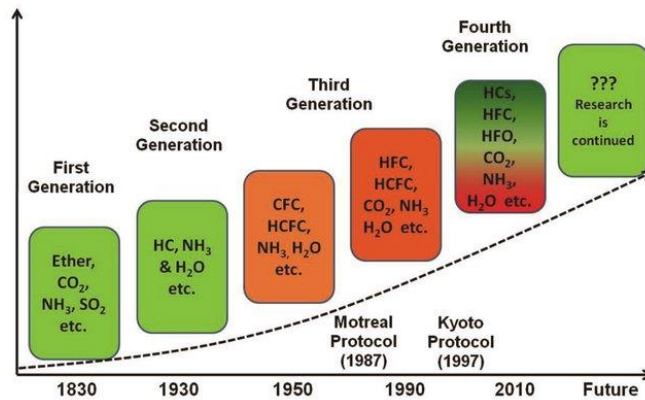 First
Generation
Ether,
CO₂,
NH₃, SO₂
etc.
Second
Generation
HC, NH₃
& H₂O
etc.
CFC,
HCFC,
NH₃, H₂O
etc.
Third
Generation
HFC,
HCFC,
CO₂, NH₃
H₂O etc.
Fourth
Generation
HCs,
HFC,
HFO,
CO₂,
NH₃,
H₂O etc.
???
Research
is
continued
Motreal
Protocol
(1987)
Kyoto
Protocol
(1997)
1830 1930 1950 1990 2010 Future